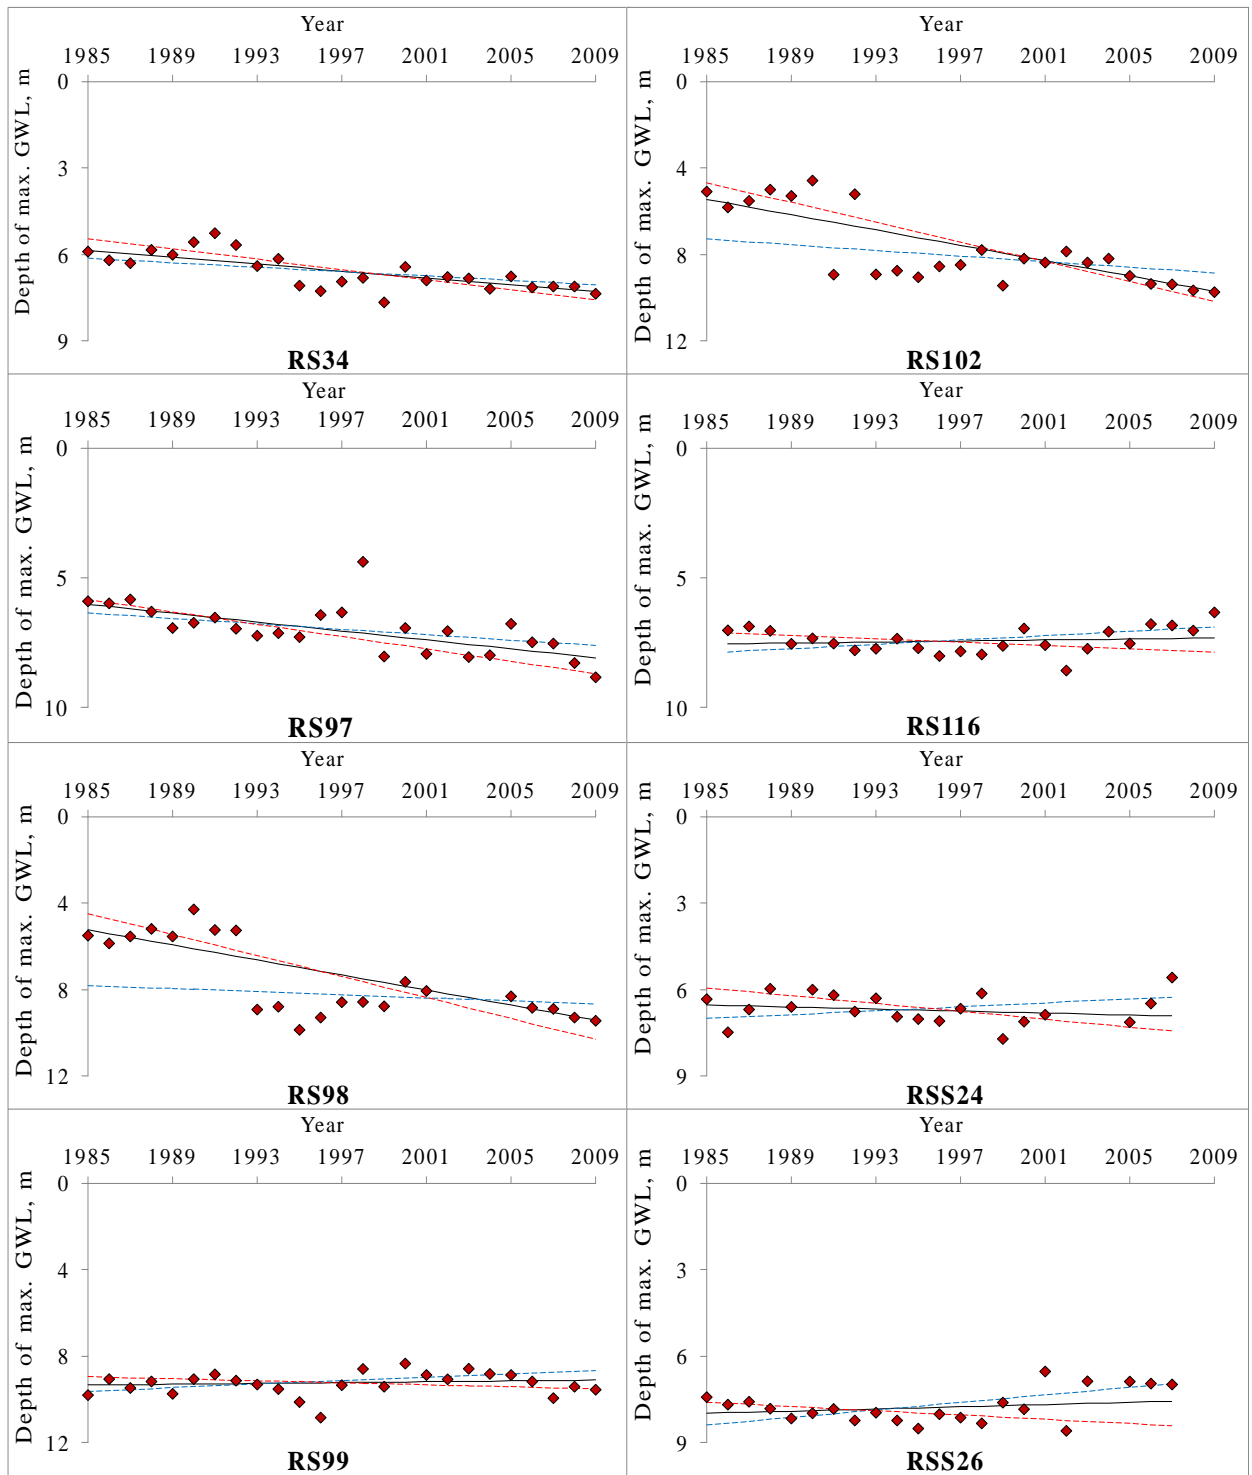 Year
1985 1989 1993 1997 2001 2005 2009
Depth of max. GWL, m
0
3
6
9
RS34
Year
1985 1989 1993 1997 2001 2005 2009
Depth of max. GWL, m
0
4
8
12
RS102
Year
1985 1989 1993 1997 2001 2005 2009
Depth of max. GWL, m
0
5
10
RS97
Year
1985 1989 1993 1997 2001 2005 2009
Depth of max. GWL, m
0
5
10
RS116
Year
1985 1989 1993 1997 2001 2005 2009
Depth of max. GWL, m
0
4
8
12
RS98
Year
1985 1989 1993 1997 2001 2005 2009
Depth of max. GWL, m
0
3
6
9
RSS24
Year
1985 1989 1993 1997 2001 2005 2009
Depth of max. GWL, m
0
4
8
12
RS99
Year
1985 1989 1993 1997 2001 2005 2009
Depth of max. GWL, m
0
3
6
9
RSS26